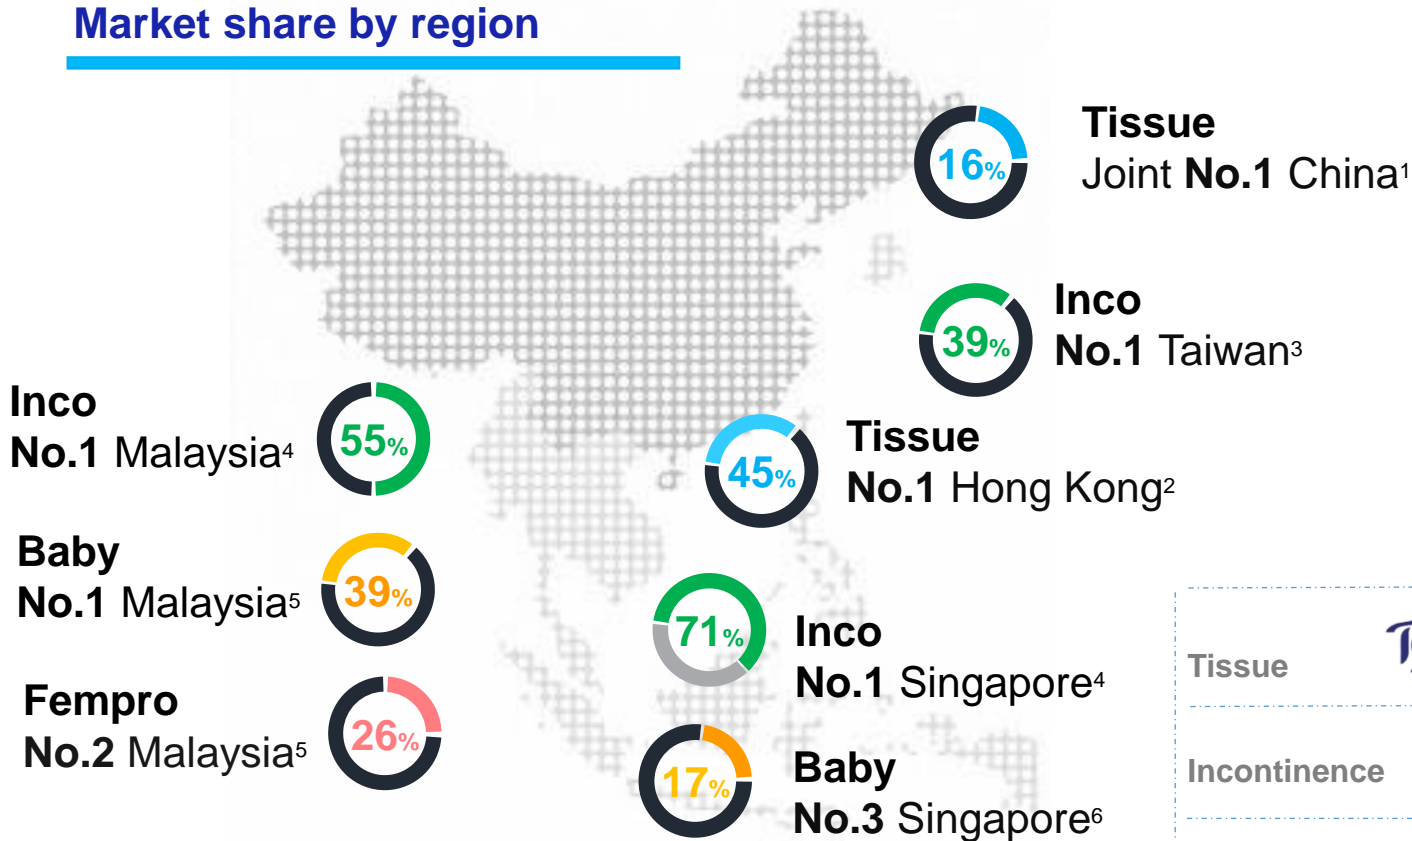 Market share by region
16%
Tissue
Joint No.1 China¹
39%
Inco
No.1 Taiwan³
Inco
No.1 Malaysia⁴
55%
45%
Tissue
No.1 Hong Kong²
Baby
No.1 Malaysia⁵
39%
71%
Inco
No.1 Singapore⁴
Fempro
No.2 Malaysia⁵
26%
17%
Baby
No.3 Singapore⁶
Tissue
Incontinence